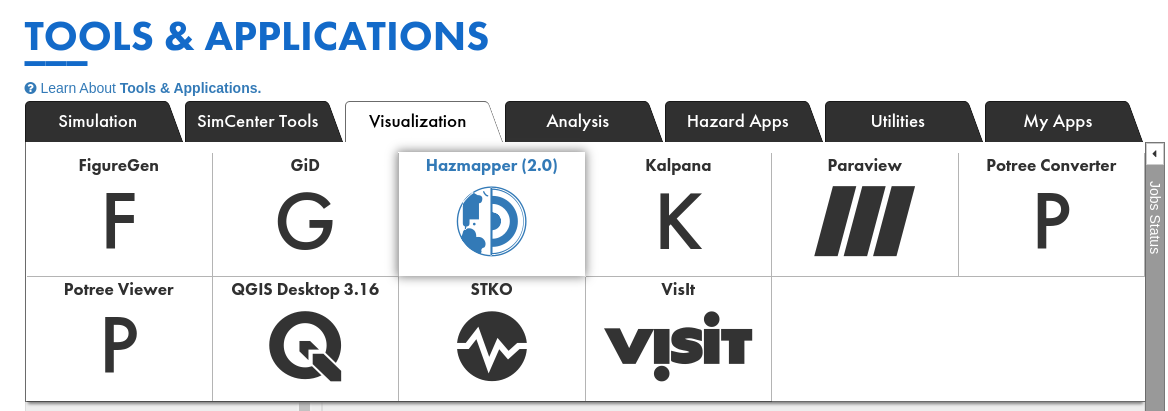 TOOLS & APPLICATIONS
Learn About Tools & Applications.
Simulation SimCenter Tools Visualization Analysis Hazard Apps Utilities My Apps
FigureGen GiD Hazmapper (2.0) Kalpana Paraview Potree Converter
F G K P
Jobs Status
Potree Viewer QGIS Desktop 3.16 STKO VisIt
P Q VISIT